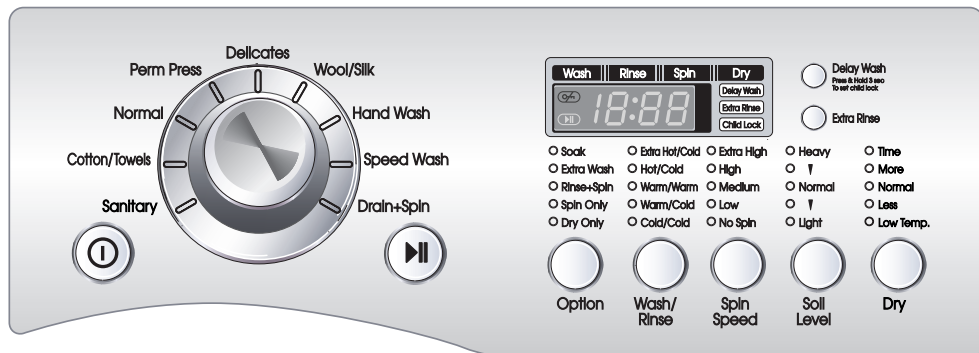 Delicates
Perm Press
Wool/Silk
Normal
Hand Wash
Cotton/Towels
Speed Wash
Sanitary
Drain+Spin
Wash
Rinse
Spin
Dry
18:88
Delay Wash
Extra Rinse
Child Lock
Delay Wash
Press & Hold 3 sec
To set child lock
Extra Rinse
Soak
Extra Wash
Rinse+Spin
Spin Only
Dry Only
Option
Extra Hot/Cold
Hot/Cold
Warm/Warm
Warm/Cold
Cold/Cold
Wash/
Rinse
Extra High
High
Medium
Low
No Spin
Spin
Speed
Heavy
Normal
Light
Soil
Level
Time
More
Normal
Less
Low Temp.
Dry